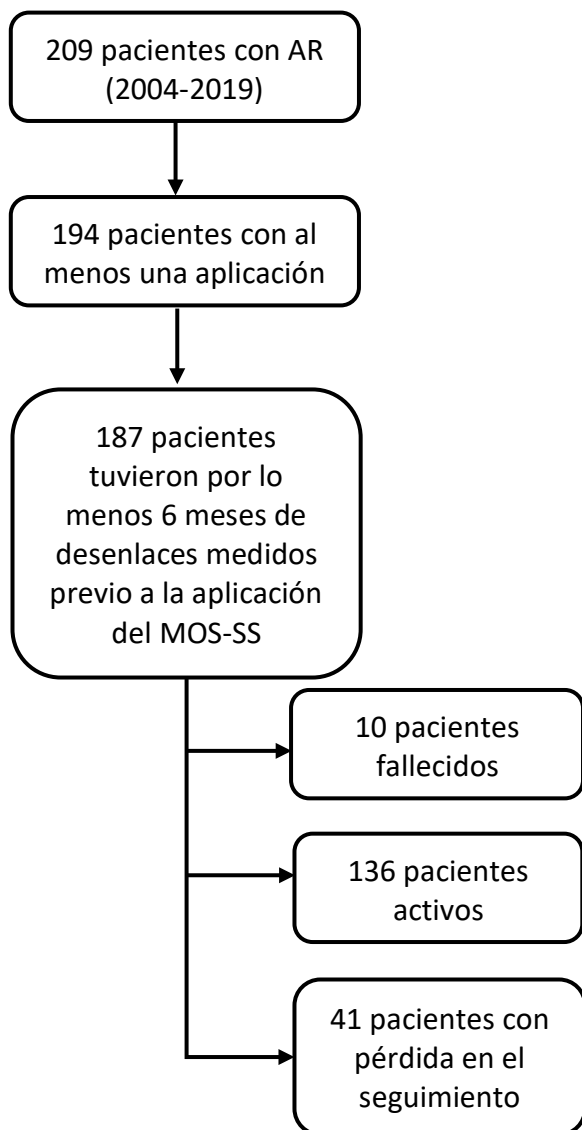 209 pacientes con AR
(2004-2019)
194 pacientes con al
menos una aplicación
187 pacientes
tuvieron por lo
menos 6 meses de
desenlaces medidos
previo a la aplicación
del MOS-SS
10 pacientes
fallecidos
136 pacientes
activos
41 pacientes con
pérdida en el
seguimiento